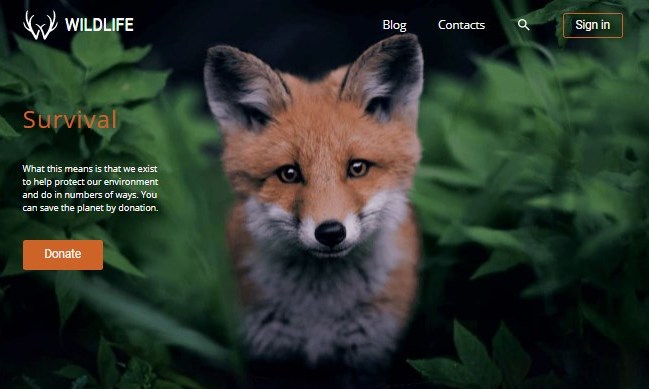 WILDLIFE
Blog
Contacts
Sign in
Survival
What this means is that we exist
to help protect our environment
and do in numbers of ways. You
can save the planet by donation.
Donate